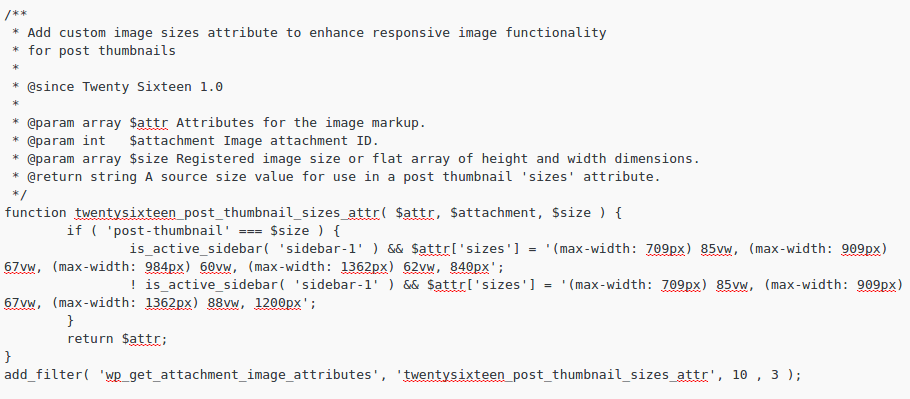 /**
 * Add custom image sizes attribute to enhance responsive image functionality
 * for post thumbnails
 *
 * @since Twenty Sixteen 1.0
 *
 * @param array $attr Attributes for the image markup.
 * @param int   $attachment Image attachment ID.
 * @param array $size Registered image size or flat array of height and width dimensions.
 * @return string A source size value for use in a post thumbnail 'sizes' attribute.
 */
function twentysixteen_post_thumbnail_sizes_attr( $attr, $attachment, $size ) {
        if ( 'post-thumbnail' === $size ) {
                is_active_sidebar( 'sidebar-1' ) && $attr['sizes'] = '(max-width: 709px) 85vw, (max-width: 909px)
67vw, (max-width: 984px) 60vw, (max-width: 1362px) 62vw, 840px';
                ! is_active_sidebar( 'sidebar-1' ) && $attr['sizes'] = '(max-width: 709px) 85vw, (max-width: 909px)
67vw, (max-width: 1362px) 88vw, 1200px';
        }
        return $attr;
}
add_filter( 'wp_get_attachment_image_attributes', 'twentysixteen_post_thumbnail_sizes_attr', 10 , 3 );